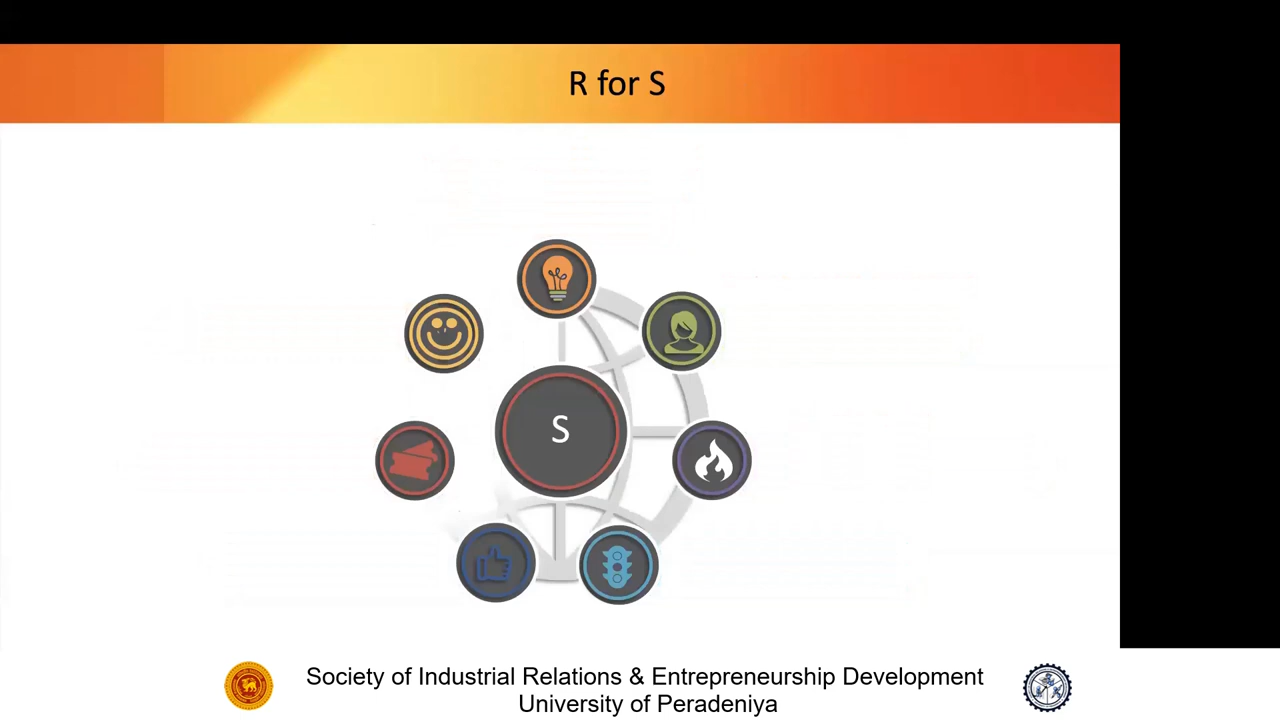 R for S
S
Society of Industrial Relations & Entrepreneurship Development
University of Peradeniya